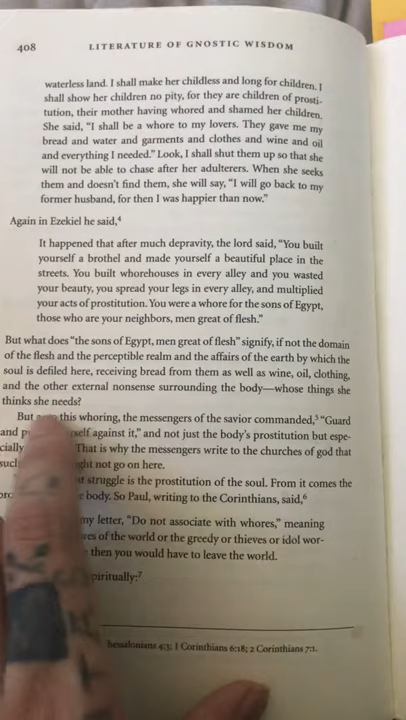 408
LITERATURE OF GNOSTIC WISDOM
waterless land. I shall make her childless and long for children. I
shall show her children no pity, for they are children of prosti-
tution, their mother having whored and shamed her children.
She said, “I shall be a whore to my lovers. They gave me my
bread and water and garments and clothes and wine and oil
and everything I needed.” Look, I shall shut them up so that she
will not be able to chase after her adulterers. When she seeks
them and doesn't find them, she will say, “I will go back to my
former husband, for then I was happier than now.”
Again in Ezekiel he said,⁴
It happened that after much depravity, the lord said, “You built
yourself a brothel and made yourself a beautiful place in the
streets. You built whorehouses in every alley and you wasted
your beauty, you spread your legs in every alley, and multiplied
your acts of prostitution. You were a whore for the sons of Egypt,
those who are your neighbors, men great of flesh.”
But what does “the sons of Egypt, men great of flesh” signify, if not the domain
of the flesh and the perceptible realm and the affairs of the earth by which the
soul is defiled here, receiving bread from them as well as wine, oil, clothing,
and the other external nonsense surrounding the body—whose things she
thinks she needs?
But this whoring, the messengers of the savior commanded,⁵ “Guard
and against it,” and not just the body's prostitution but espe-
cially That is why the messengers write to the churches of god that
such not go on here.
struggle is the prostitution of the soul. From it comes the
body. So Paul, writing to the Corinthians, said,⁶
my letter, “Do not associate with whores,” meaning
of the world or the greedy or thieves or idol wor-
then you would have to leave the world.
piritually:⁷
hessalonians 4:3; 1 Corinthians 6:18; 2 Corinthians 7:1.